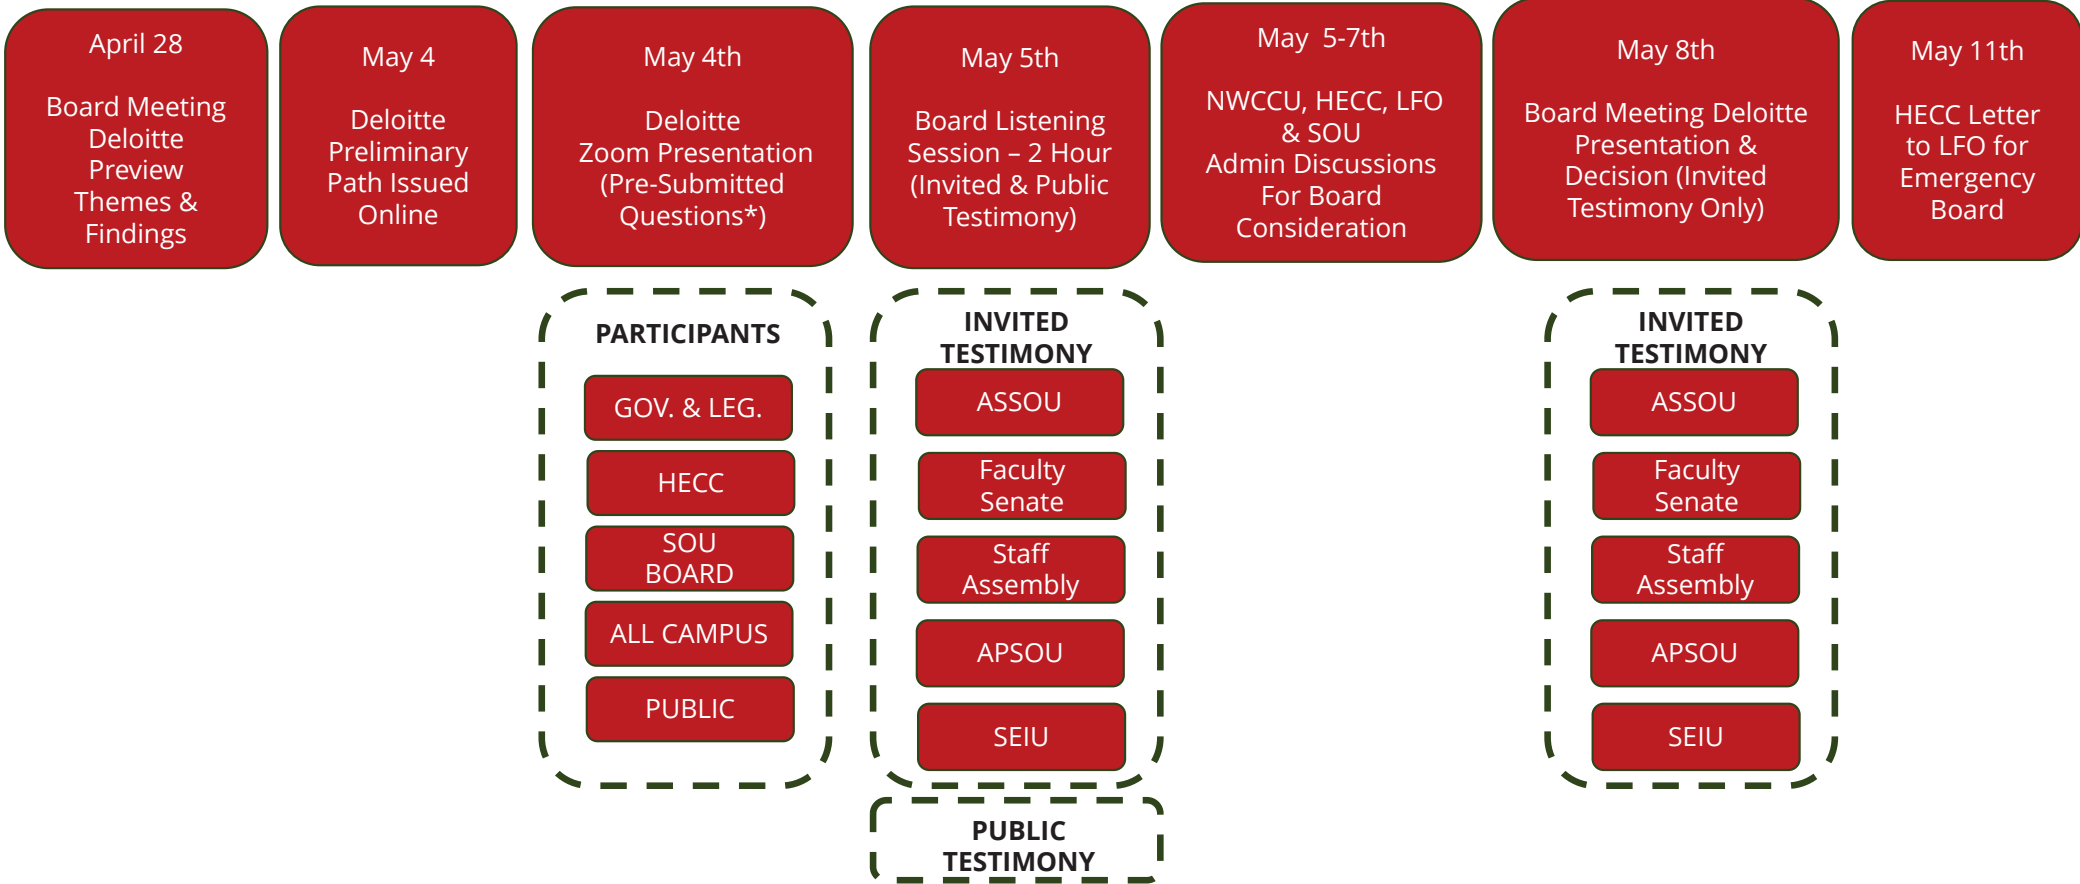 April 28
Board Meeting
Deloitte
Preview
Themes &
Findings
May 4
Deloitte
Preliminary
Path Issued
Online
May 4th
Deloitte
Zoom Presentation
(Pre-Submitted
Questions*)
May 5th
Board Listening
Session – 2 Hour
(Invited & Public
Testimony)
May 5-7th
NWCCU, HECC, LFO
& SOU
Admin Discussions
For Board
Consideration
May 8th
Board Meeting Deloitte
Presentation &
Decision (Invited
Testimony Only)
May 11th
HECC Letter
to LFO for
Emergency
Board
PARTICIPANTS
GOV. & LEG.
HECC
SOU
BOARD
ALL CAMPUS
PUBLIC
INVITED
TESTIMONY
ASSOU
Faculty
Senate
Staff
Assembly
APSOU
SEIU
PUBLIC
TESTIMONY
INVITED
TESTIMONY
ASSOU
Faculty
Senate
Staff
Assembly
APSOU
SEIU